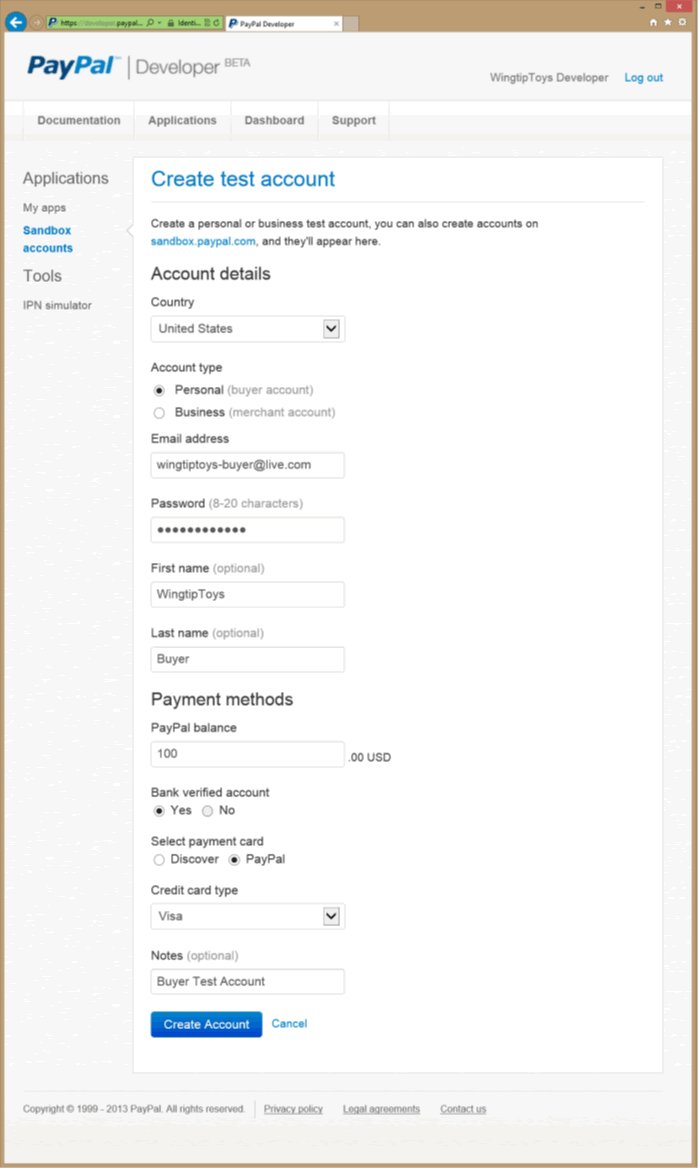 https://developer.paypal... Identi...
PayPal Developer
PayPal™ | Developer BETA
WingtipToys Developer Log out
Documentation Applications Dashboard Support
Applications
My apps
Sandbox
accounts
Tools
IPN simulator
Create test account
Create a personal or business test account, you can also create accounts on
sandbox.paypal.com, and they'll appear here.
Account details
Country
United States
Account type
Personal (buyer account)
Business (merchant account)
Email address
wingtiptoys-buyer@live.com
Password (8-20 characters)
••••••••••••
First name (optional)
WingtipToys
Last name (optional)
Buyer
Payment methods
PayPal balance
100 .00 USD
Bank verified account
Yes No
Select payment card
Discover PayPal
Credit card type
Visa
Notes (optional)
Buyer Test Account
Create Account Cancel
Copyright © 1999 - 2013 PayPal. All rights reserved. Privacy policy Legal agreements Contact us